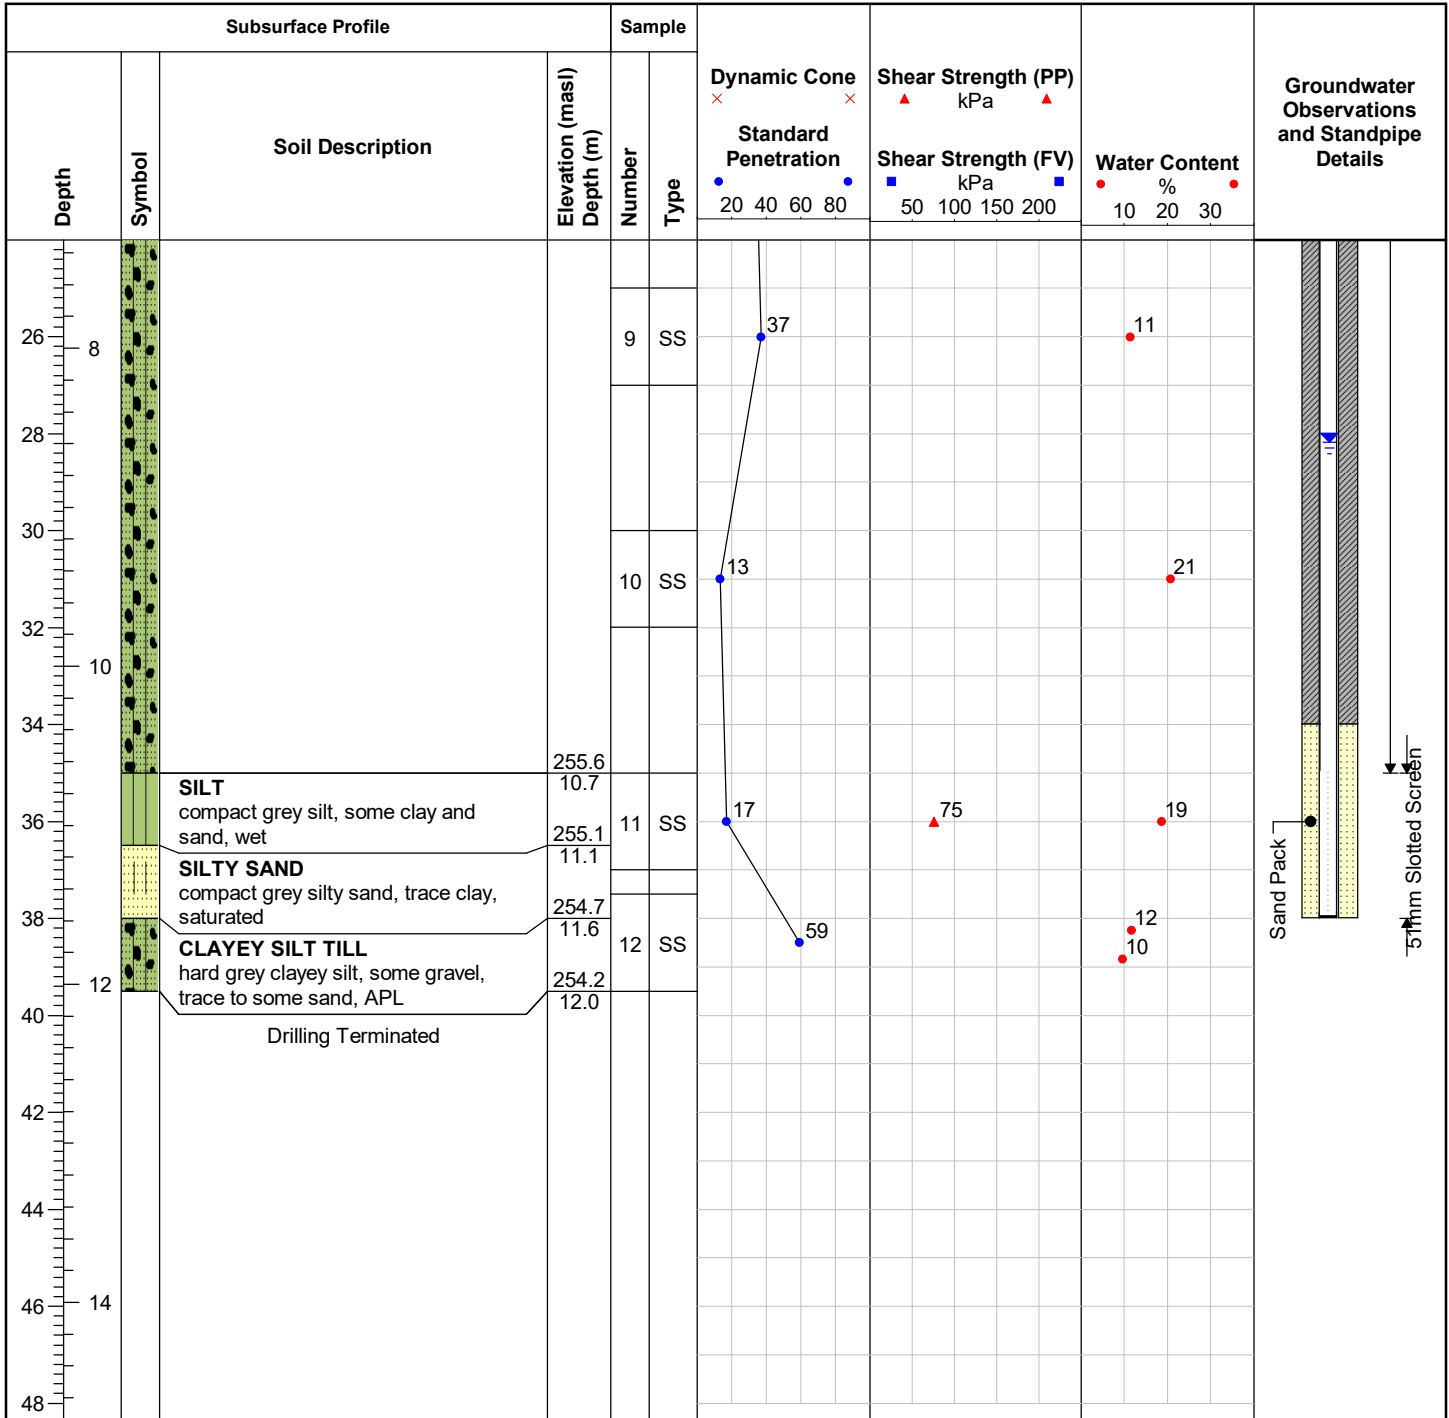 Subsurface Profile
Sample
Depth
Symbol
Soil Description
Elevation (masl)
Depth (m)
Number
Type
Dynamic Cone
Standard
Penetration
20 40 60 80
Shear Strength (PP)
kPa
Shear Strength (FV)
kPa
50 100 150 200
Water Content
%
10 20 30
Groundwater
Observations
and Standpipe
Details
26
8
9 SS
37
11
28
30
10 SS
13
21
32
10
34
255.6
10.7
SILT
compact grey silt, some clay and
sand, wet
36
255.1
11.1
11 SS
17
75
19
SILTY SAND
compact grey silty sand, trace clay,
saturated
38
254.7
11.6
CLAYEY SILT TILL
hard grey clayey silt, some gravel,
trace to some sand, APL
12
254.2
12.0
12 SS
59
12
10
Sand Pack
51mm Slotted Screen
40
Drilling Terminated
42
44
46
14
48